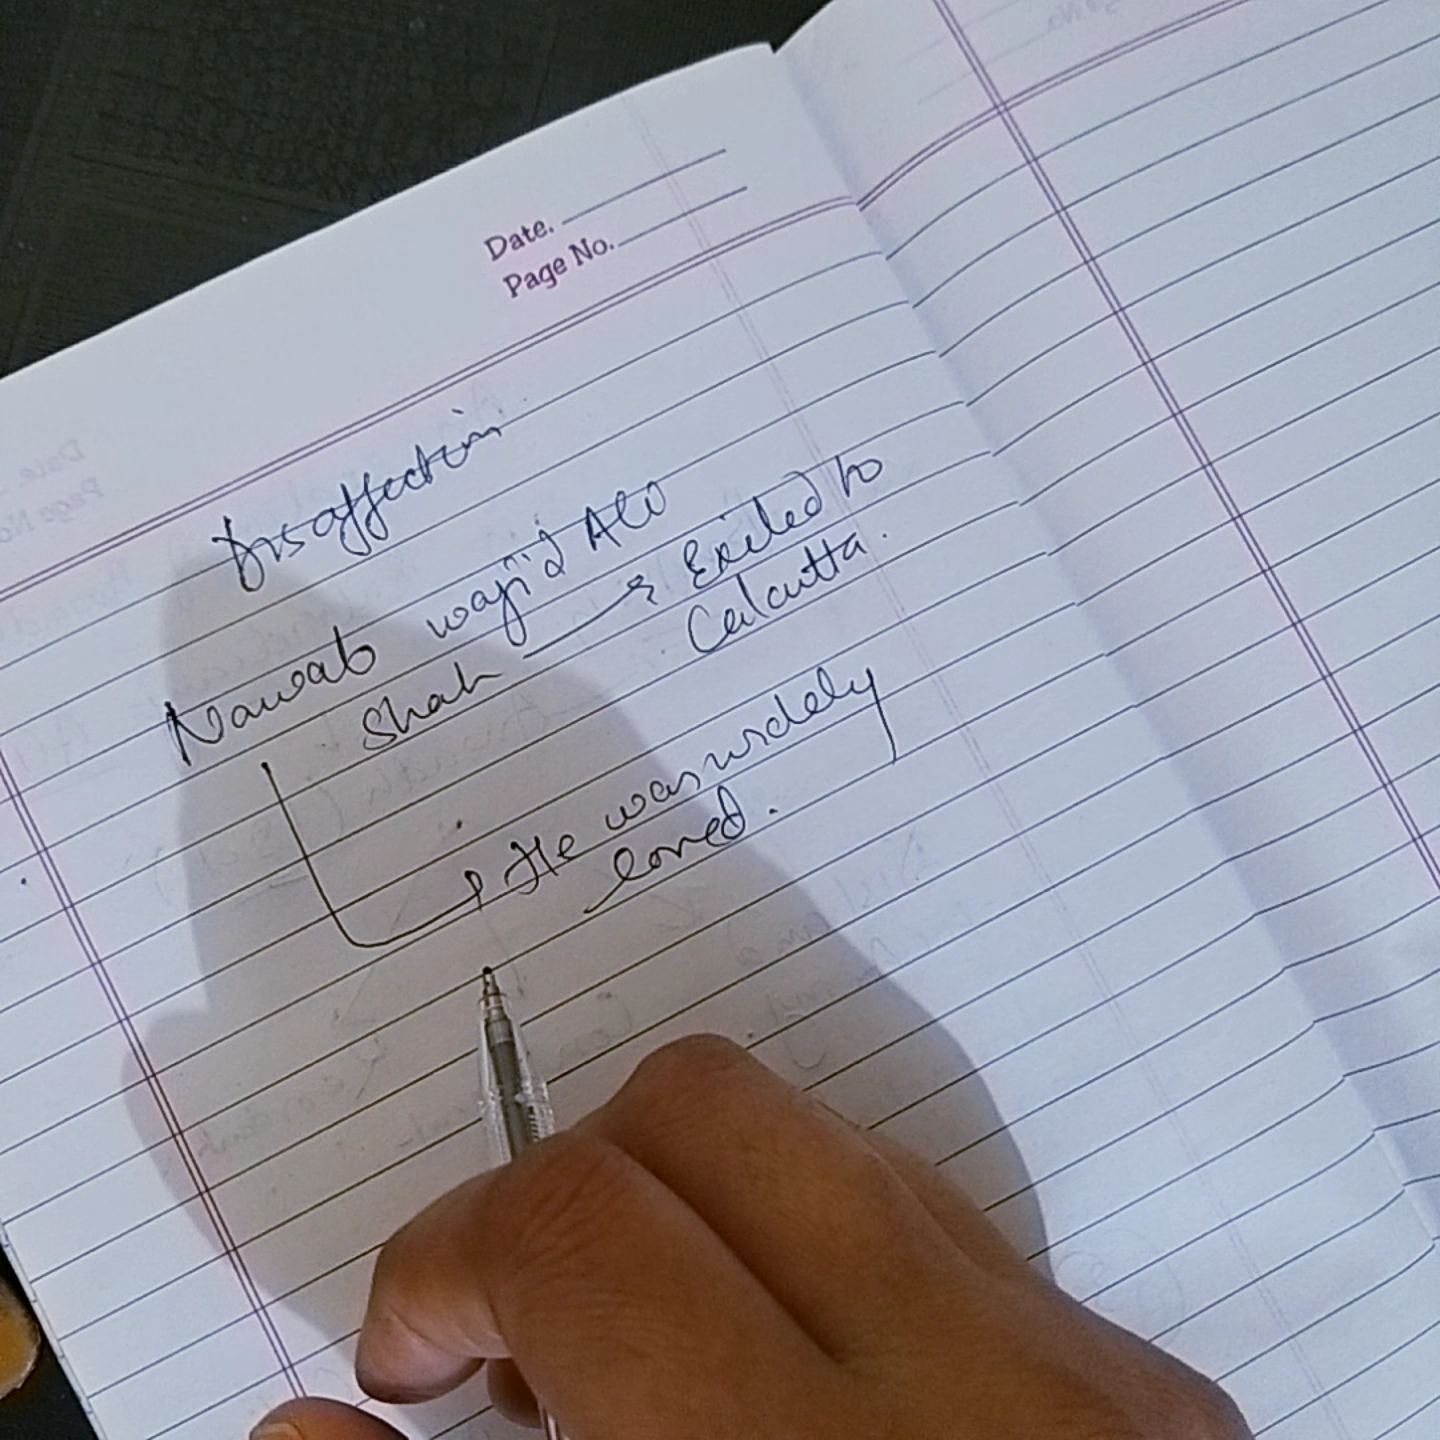 Date.
Page No.
Disaffection
Nawab wajid Ali
Shah → Exiled to
Calcutta.
→ He was widely
loved.